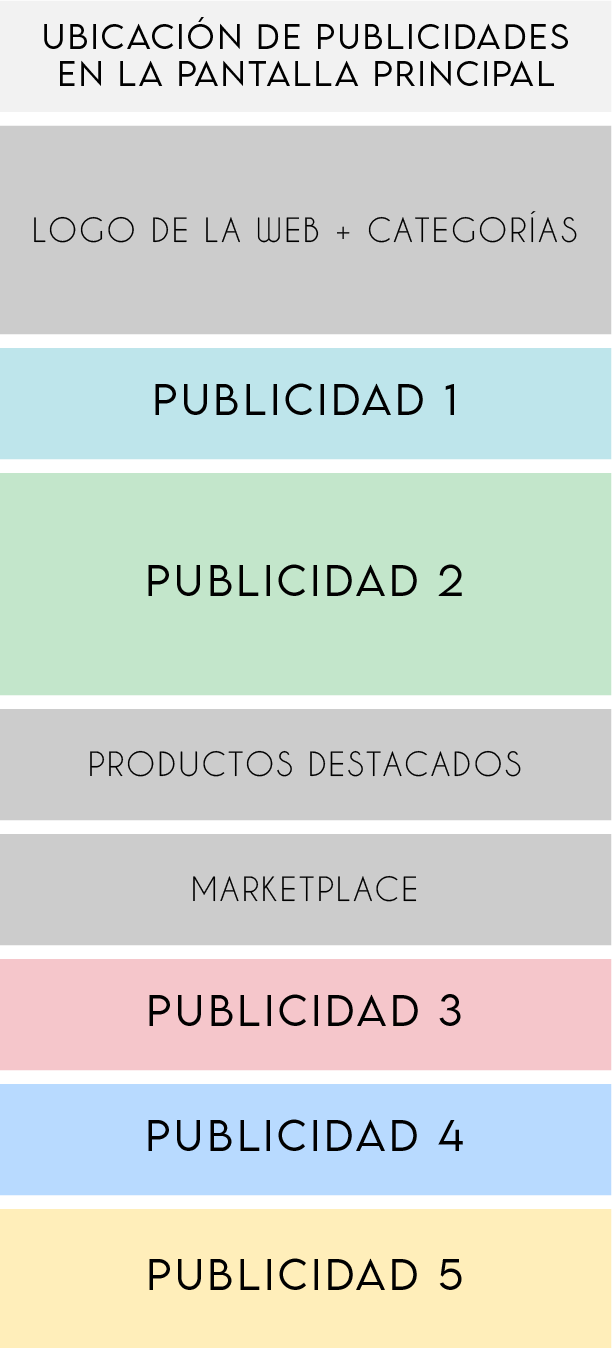 UBICACIÓN DE PUBLICIDADES
EN LA PANTALLA PRINCIPAL
LOGO DE LA WEB + CATEGORÍAS
PUBLICIDAD 1
PUBLICIDAD 2
PRODUCTOS DESTACADOS
MARKETPLACE
PUBLICIDAD 3
PUBLICIDAD 4
PUBLICIDAD 5